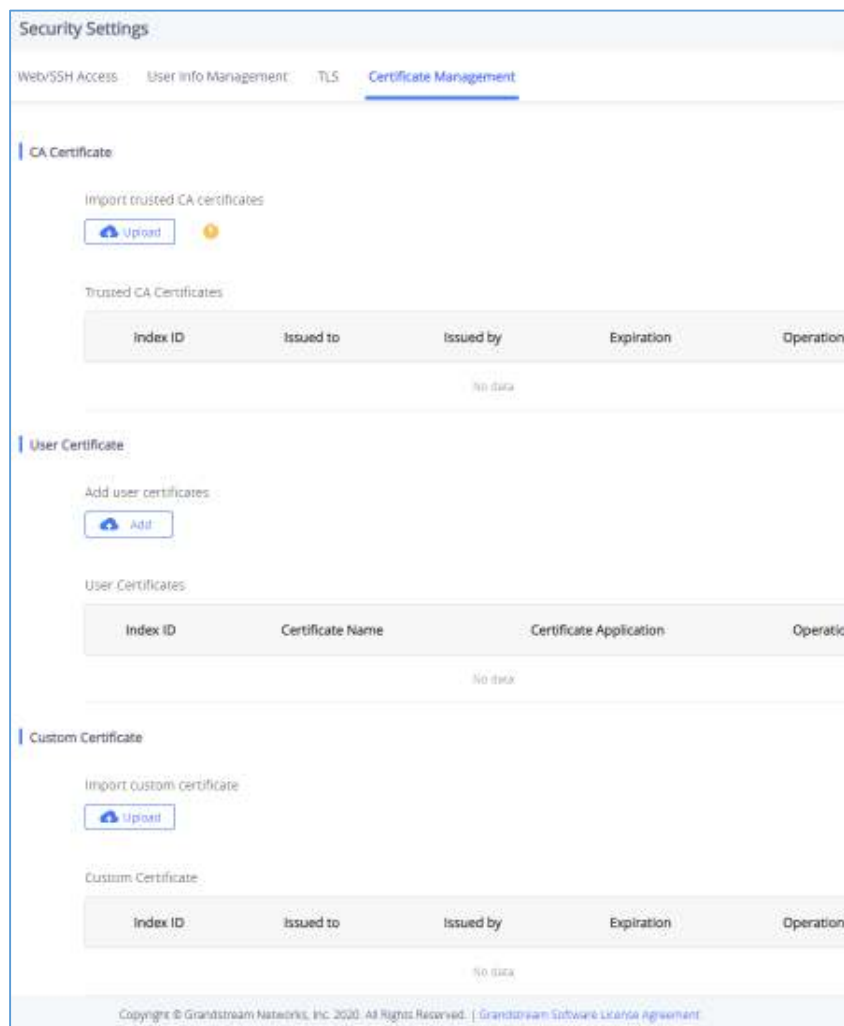 Security Settings
Web/SSH Access User Info Management TLS Certificate Management
CA Certificate
Import trusted CA certificates
Upload
Trusted CA Certificates
Index ID Issued to Issued by Expiration Operation
No data
User Certificate
Add user certificates
Add
User Certificates
Index ID Certificate Name Certificate Application Operatio
No data
Custom Certificate
Import custom certificate
Upload
Custom Certificate
Index ID Issued to Issued by Expiration Operation
No data
Copyright © Grandstream Networks, Inc. 2020. All Rights Reserved. | Grandstream Software License Agreement